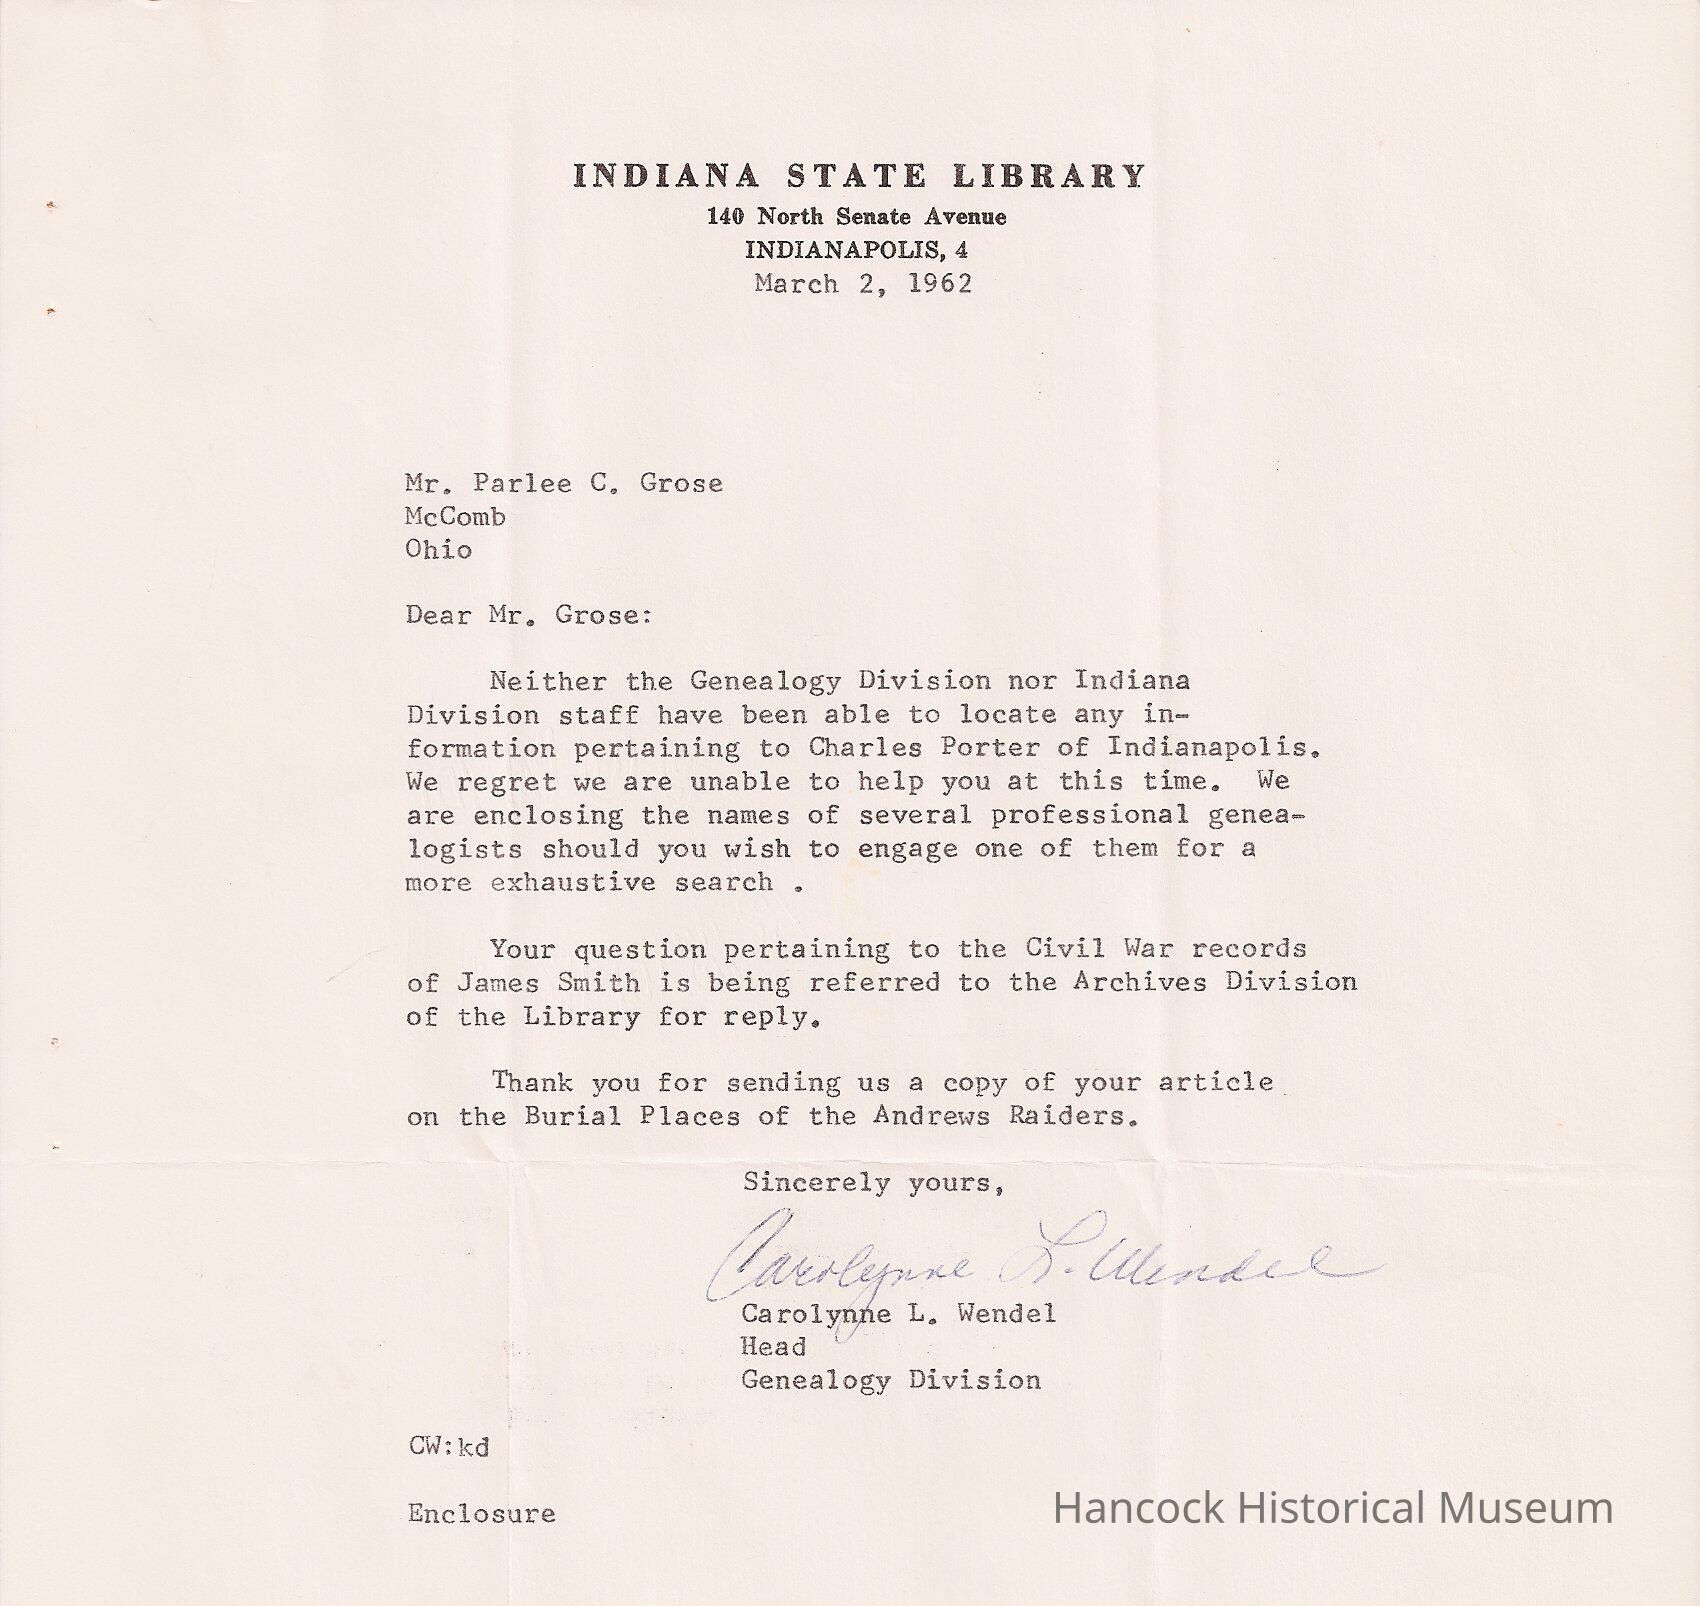 INDIANA STATE LIBRARY
140 North Senate Avenue
INDIANAPOLIS, 4
March 2, 1962
Mr. Parlee C. Grose
McComb
Ohio
Dear Mr. Grose:
Neither the Genealogy Division nor Indiana
Division staff have been able to locate any in-
formation pertaining to Charles Porter of Indianapolis.
We regret we are unable to help you at this time. We
are enclosing the names of several professional genea-
logists should you wish to engage one of them for a
more exhaustive search .
Your question pertaining to the Civil War records
of James Smith is being referred to the Archives Division
of the Library for reply.
Thank you for sending us a copy of your article
on the Burial Places of the Andrews Raiders.
Sincerely yours,
Carolynne L. Wendel
Carolynne L. Wendel
Head
Genealogy Division
CW:kd
Enclosure
Hancock Historical Museum